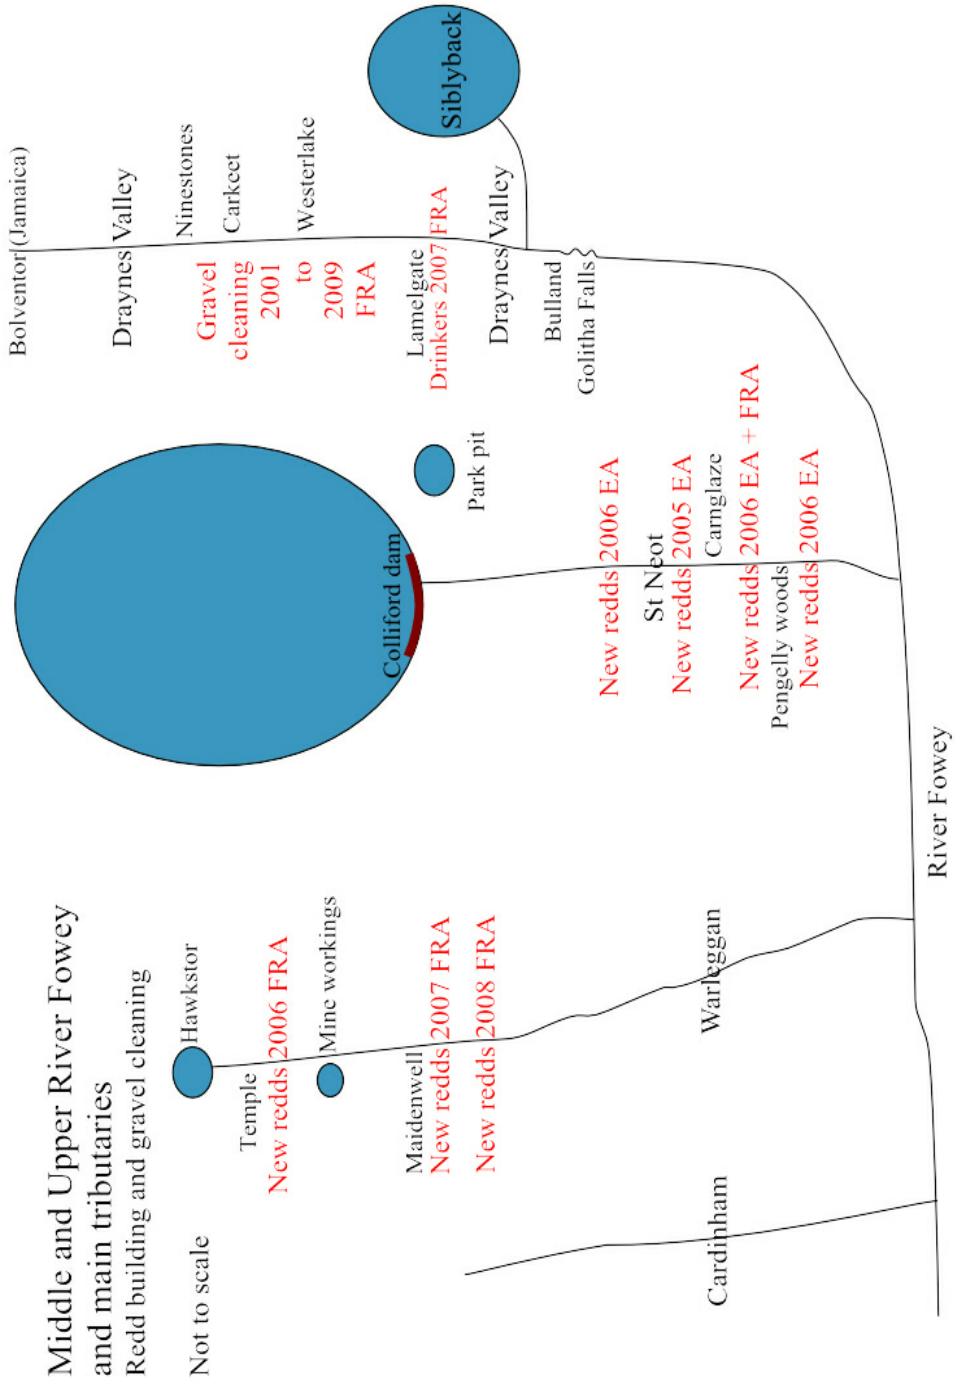 Middle and Upper River Fowey
and main tributaries
Redd building and gravel cleaning
Not to scale
Hawkstor
Temple
New redds 2006 FRA
Mine workings
Maidenwell
New redds 2007 FRA
New redds 2008 FRA
Warleggan
Cardinham
Colliford dam
Park pit
New redds 2006 EA
St Neot
New redds 2005 EA
Carnglaze
New redds 2006 EA + FRA
Pengelly woods
New redds 2006 EA
River Fowey
Bolventor (Jamaica)
Draynes Valley
Ninestones
Carkeet
Gravel
cleaning
2001
to
2009
FRA
Westerlake
Siblyback
Lamelgate
Drinkers 2007 FRA
Draynes Valley
Bulland
Golitha Falls